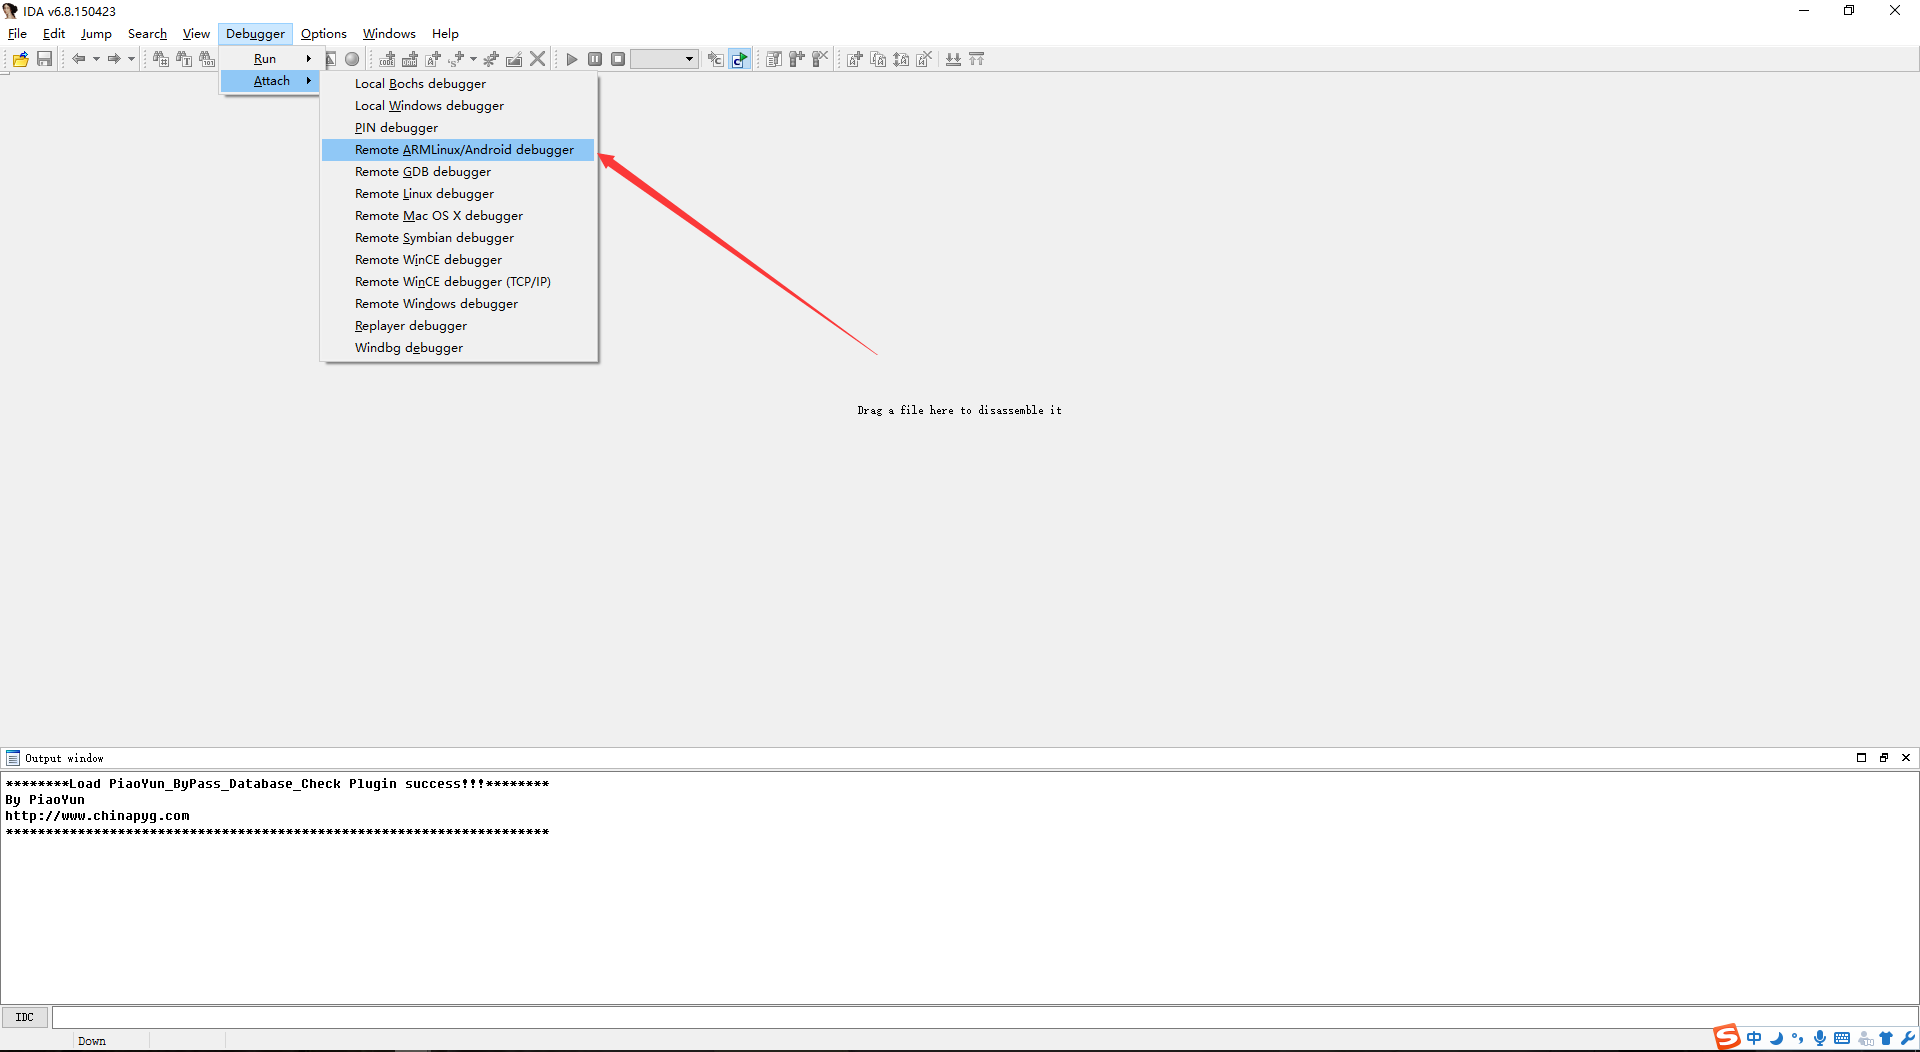 IDA v6.8.150423
File Edit Jump Search View Debugger Options Windows Help
Run
Attach
Local Bochs debugger
Local Windows debugger
PIN debugger
Remote ARMLinux/Android debugger
Remote GDB debugger
Remote Linux debugger
Remote Mac OS X debugger
Remote Symbian debugger
Remote WinCE debugger
Remote WinCE debugger (TCP/IP)
Remote Windows debugger
Replayer debugger
Windbg debugger
Drag a file here to disassemble it
Output window
********Load PiaoYun_ByPass_Database_Check Plugin success!!!********
By PiaoYun
http://www.chinapyg.com
********************************************************************
IDC
Down
中